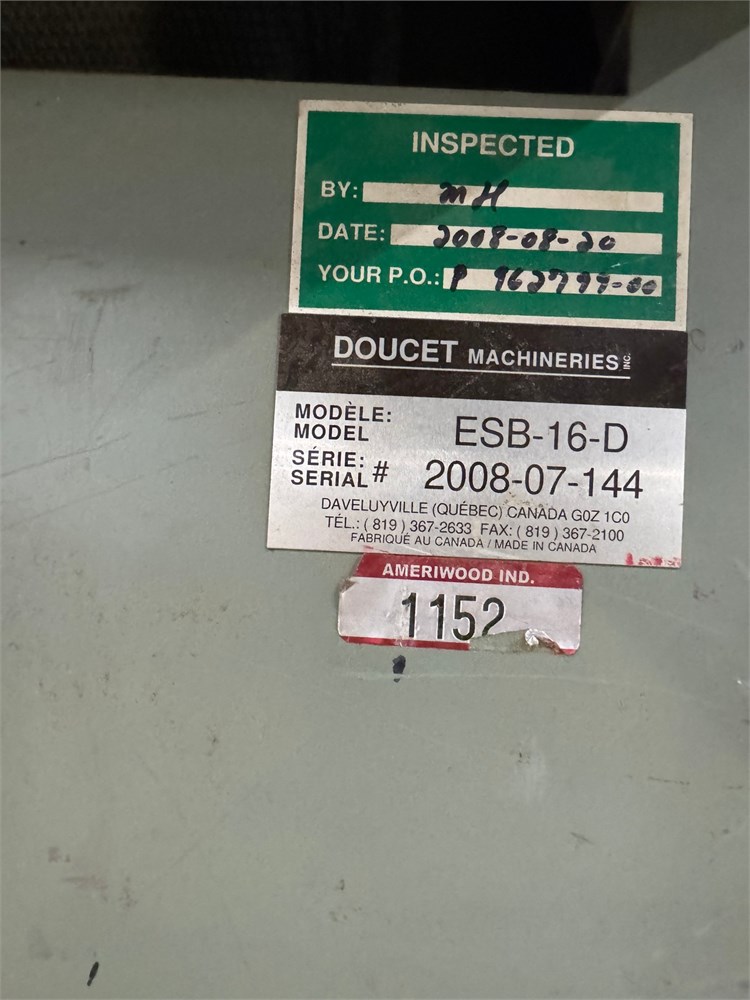 INSPECTED
BY: MH
DATE: 2008-08-20
YOUR P.O.: P 962799-00
DOUCET MACHINERIES INC.
MODÈLE:
MODEL ESB-16-D
SÉRIE:
SERIAL # 2008-07-144
DAVELUYVILLE (QUÉBEC) CANADA G0Z 1C0
TÉL.: ( 819 ) 367-2633 FAX: ( 819 ) 367-2100
FABRIQUÉ AU CANADA / MADE IN CANADA
AMERIWOOD IND.
1152